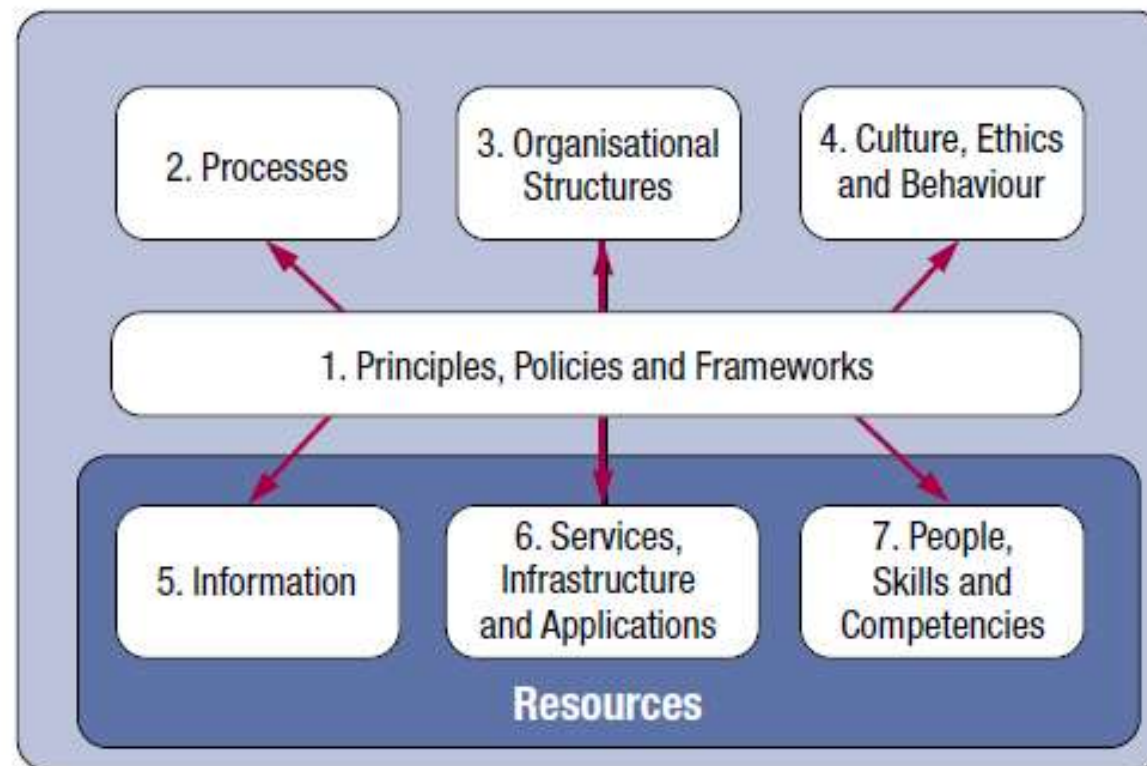 2. Processes
3. Organisational
Structures
4. Culture, Ethics
and Behaviour
1. Principles, Policies and Frameworks
5. Information
6. Services,
Infrastructure
and Applications
7. People,
Skills and
Competencies
Resources